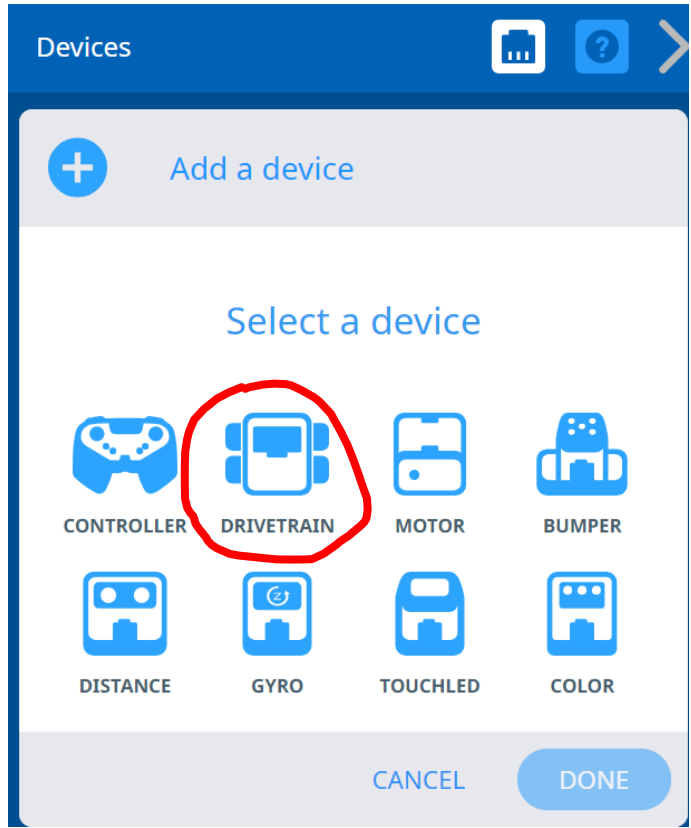 Devices
?
Add a device
Select a device
CONTROLLER DRIVETRAIN MOTOR BUMPER
Z
DISTANCE GYRO TOUCHLED COLOR
CANCEL DONE